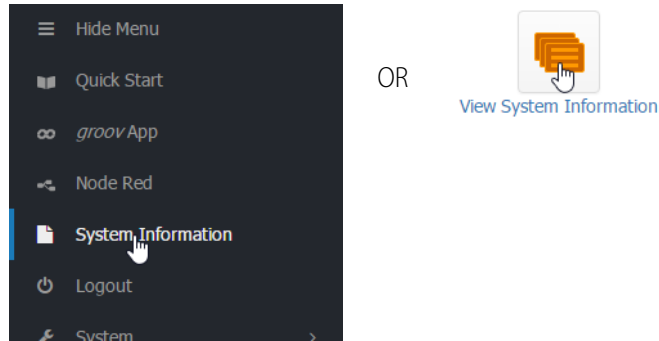 Hide Menu
Quick Start
groov App
Node Red
System Information
Logout
System
OR
View System Information